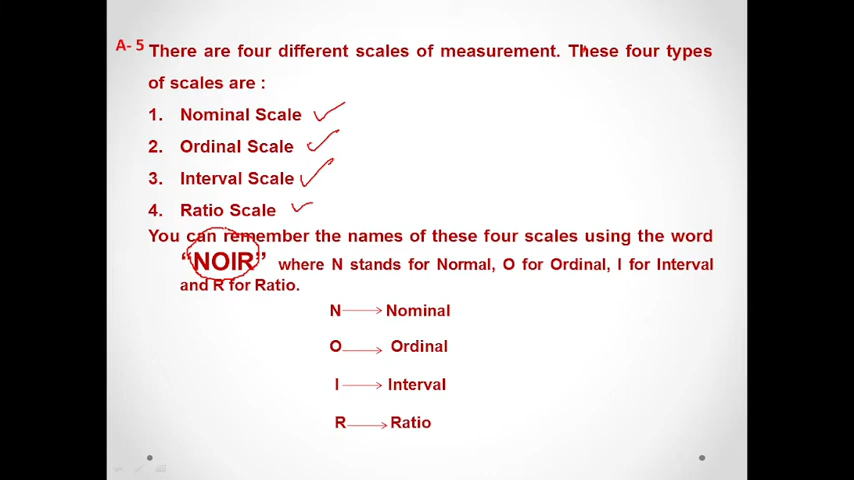 A- 5 There are four different scales of measurement. These four types
of scales are :
1. Nominal Scale
2. Ordinal Scale
3. Interval Scale
4. Ratio Scale
You can remember the names of these four scales using the word
“NOIR” where N stands for Normal, O for Ordinal, I for Interval
and R for Ratio.
N Nominal
O Ordinal
I Interval
R Ratio